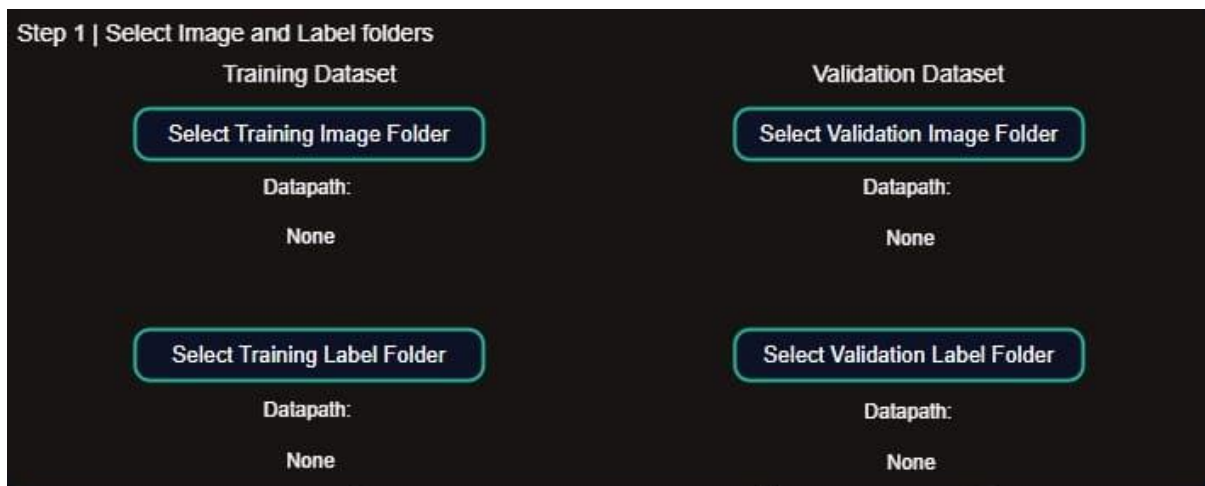 Step 1 | Select Image and Label folders
Training Dataset
Validation Dataset
Select Training Image Folder
Select Validation Image Folder
Datapath:
Datapath:
None
None
Select Training Label Folder
Select Validation Label Folder
Datapath:
Datapath:
None
None